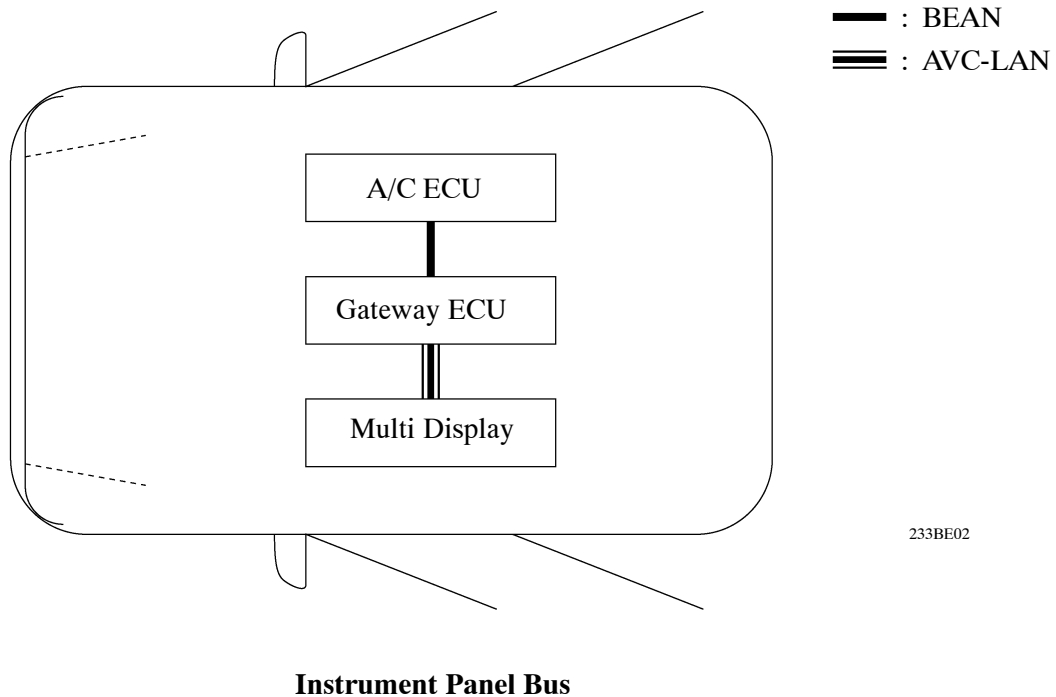 : BEAN
: AVC-LAN
A/C ECU
Gateway ECU
Multi Display
233BE02
Instrument Panel Bus